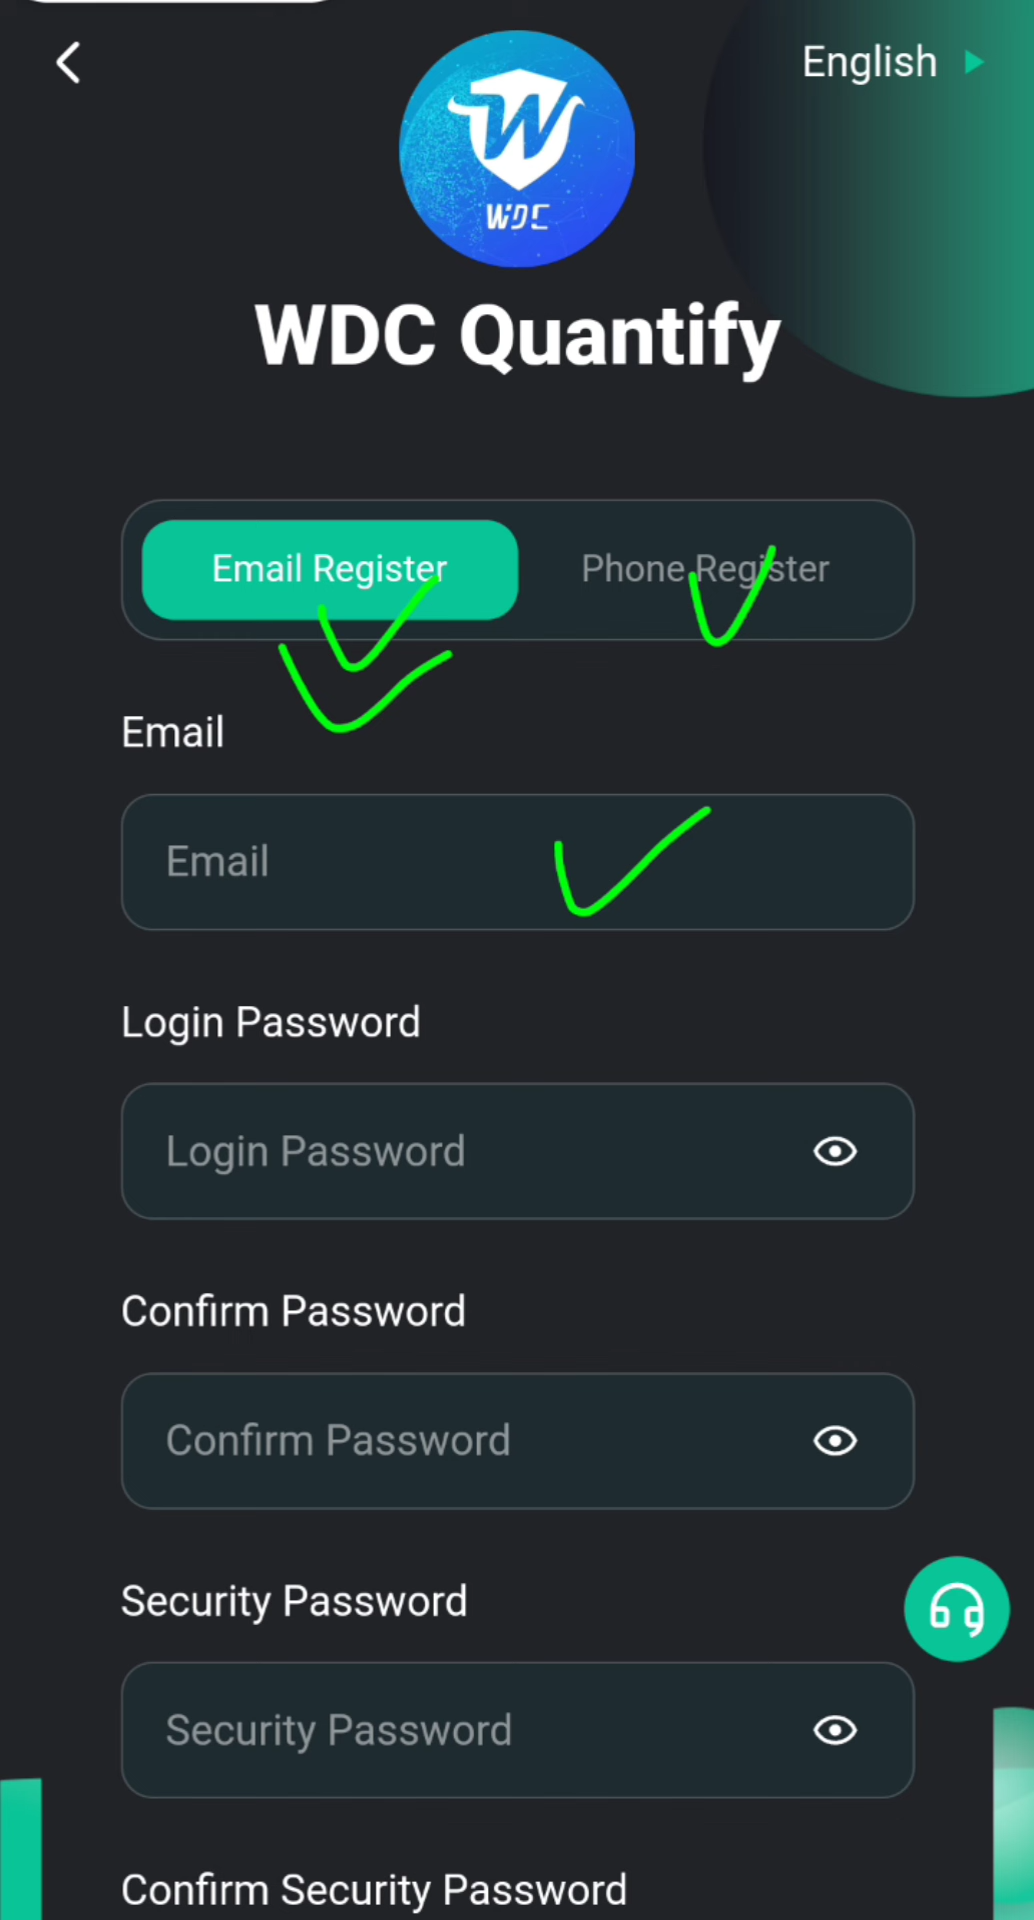 English
WDC
WDC Quantify
Email Register
Phone Register
Email
Email
Login Password
Login Password
Confirm Password
Confirm Password
Security Password
Security Password
Confirm Security Password